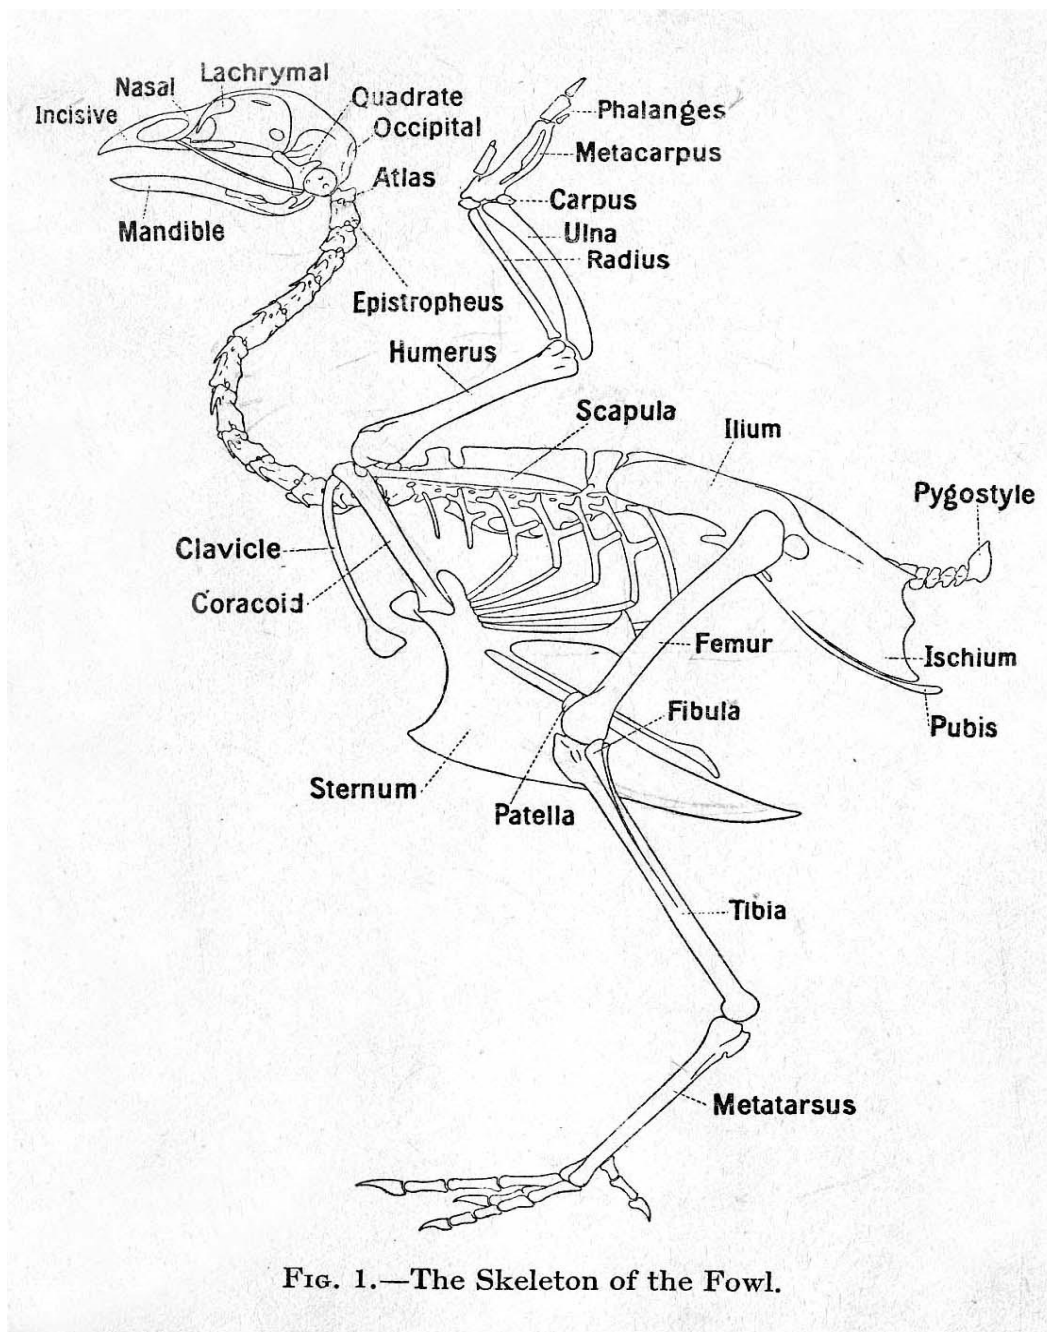 Lachrymal
Nasal
Quadrate
Incisive
Occipital
Phalanges
Metacarpus
Atlas
Carpus
Mandible
Ulna
Radius
Epistropheus
Humerus
Scapula
Ilium
Pygostyle
Clavicle
Coracoid
Femur
Ischium
Fibula
Pubis
Sternum
Patella
Tibia
Metatarsus
Fig. 1.—The Skeleton of the Fowl.